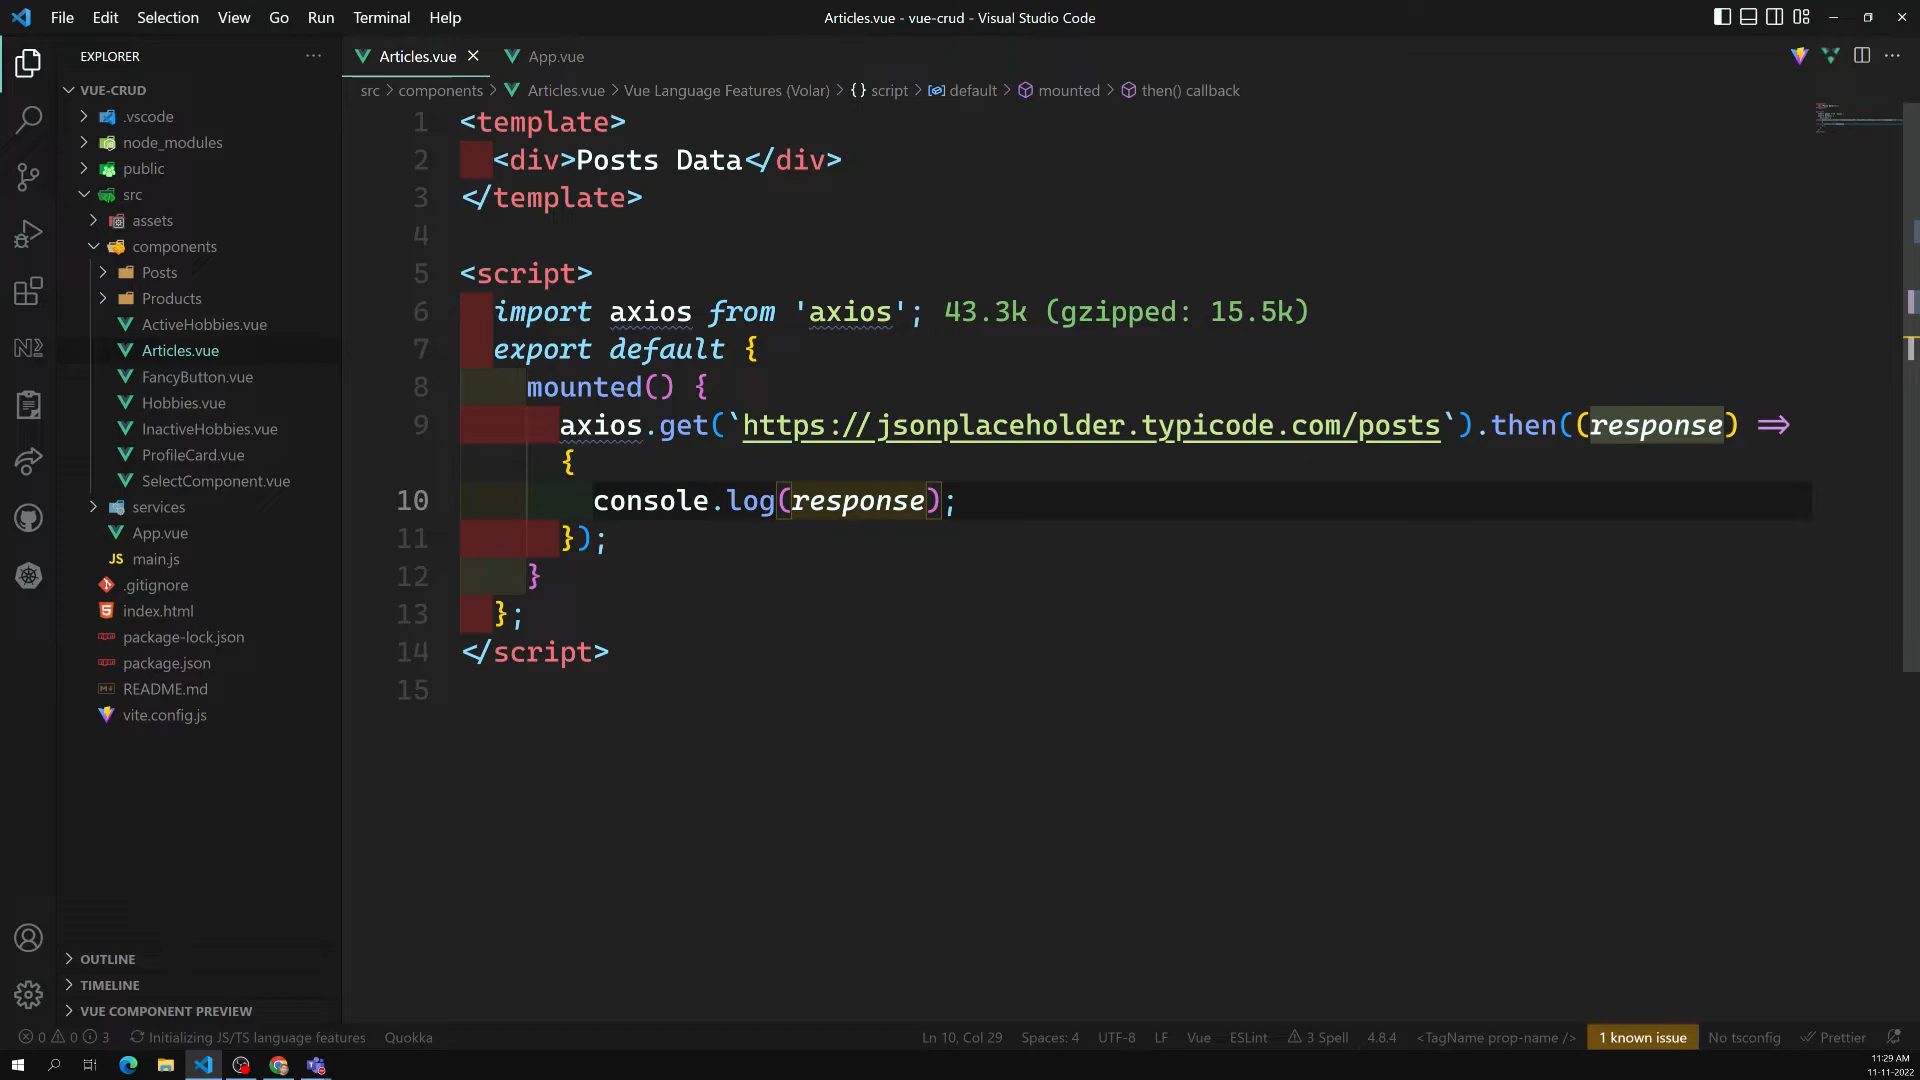 File Edit Selection View Go Run Terminal Help
Articles.vue - vue-crud - Visual Studio Code
EXPLORER
VUE-CRUD
.vscode
node_modules
public
src
assets
components
Posts
Products
ActiveHobbies.vue
Articles.vue
FancyButton.vue
Hobbies.vue
InactiveHobbies.vue
ProfileCard.vue
SelectComponent.vue
services
App.vue
JS main.js
.gitignore
index.html
package-lock.json
package.json
README.md
vite.config.js
OUTLINE
TIMELINE
VUE COMPONENT PREVIEW
Articles.vue App.vue
src > components > Articles.vue > Vue Language Features (Volar) > {} script > default > mounted > then() callback
1 <template>
2 <div>Posts Data</div>
3 </template>
4
5 <script>
6 import axios from 'axios'; 43.3k (gzipped: 15.5k)
7 export default {
8 mounted() {
9 axios.get(`https://jsonplaceholder.typicode.com/posts`).then((response) =>
{
10 console.log(response);
11 });
12 }
13 };
14 </script>
15
0 0 3 Initializing JS/TS language features Quokka
Ln 10, Col 29 Spaces: 4 UTF-8 LF Vue ESLint 3 Spell 4.8.4 <TagName prop-name /> 1 known issue No tsconfig Prettier
11:29 AM
11-11-2022